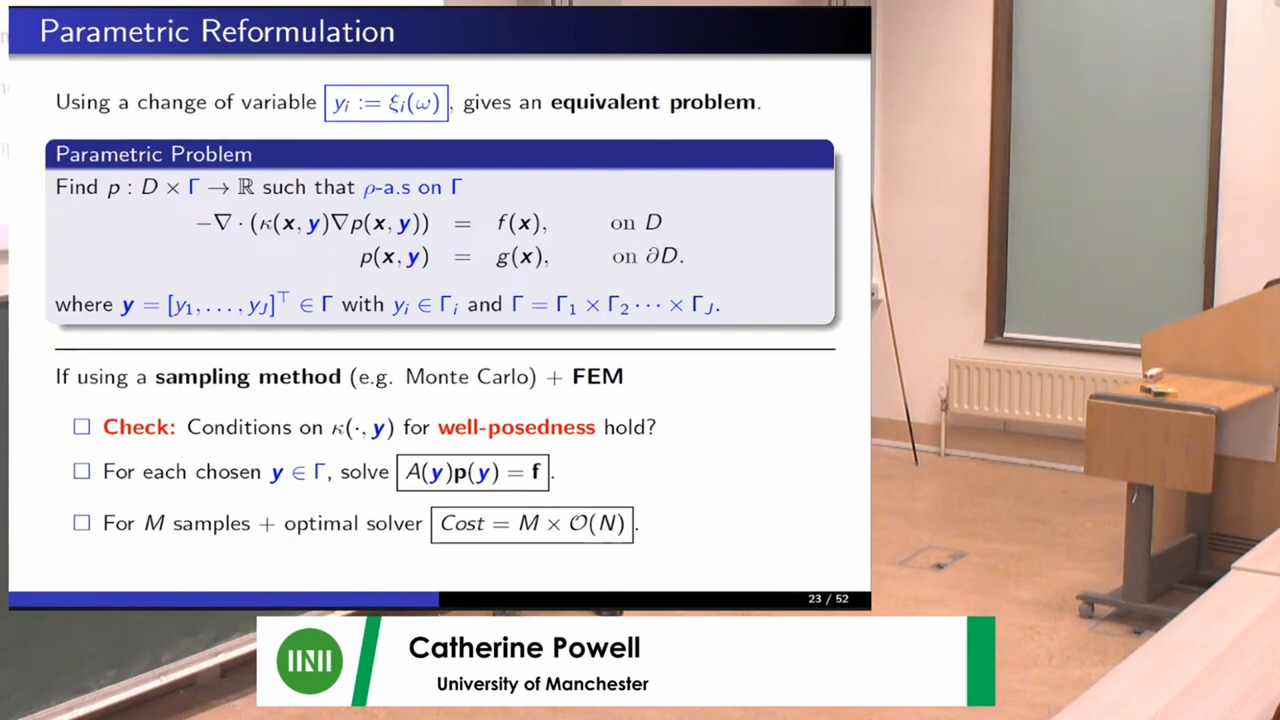 Parametric Reformulation
Using a change of variable y_i := ξ_i(ω), gives an equivalent problem.
Parametric Problem
Find p : D × Γ → ℝ such that ρ-a.s on Γ
−∇ · (κ(x, y)∇p(x, y)) = f(x), on D
p(x, y) = g(x), on ∂D.
where y = [y_1, . . . , y_J]^⊤ ∈ Γ with y_i ∈ Γ_i and Γ = Γ_1 × Γ_2 · · · × Γ_J.
If using a sampling method (e.g. Monte Carlo) + FEM
☐ Check: Conditions on κ(·, y) for well-posedness hold?
☐ For each chosen y ∈ Γ, solve A(y)p(y) = f.
☐ For M samples + optimal solver Cost = M × O(N).
23 / 52
Catherine Powell
University of Manchester